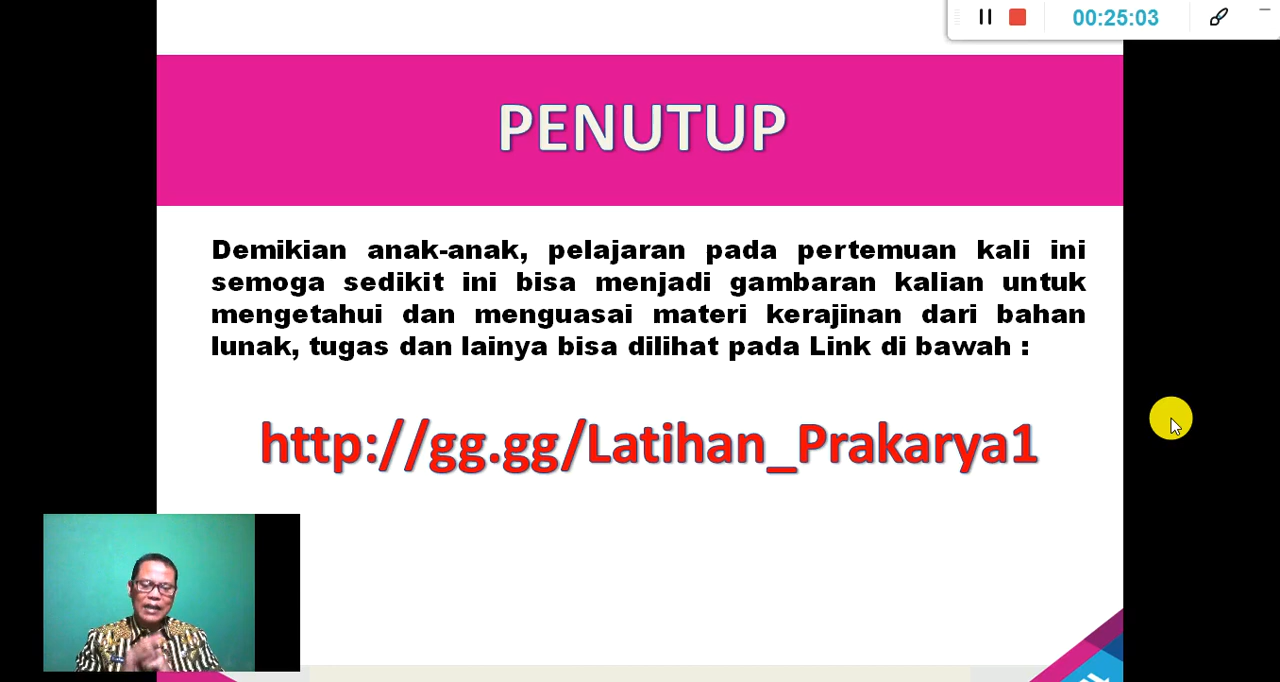 00:25:03
PENUTUP
Demikian anak-anak, pelajaran pada pertemuan kali ini
semoga sedikit ini bisa menjadi gambaran kalian untuk
mengetahui dan menguasai materi kerajinan dari bahan
lunak, tugas dan lainya bisa dilihat pada Link di bawah :
http://gg.gg/Latihan_Prakarya1